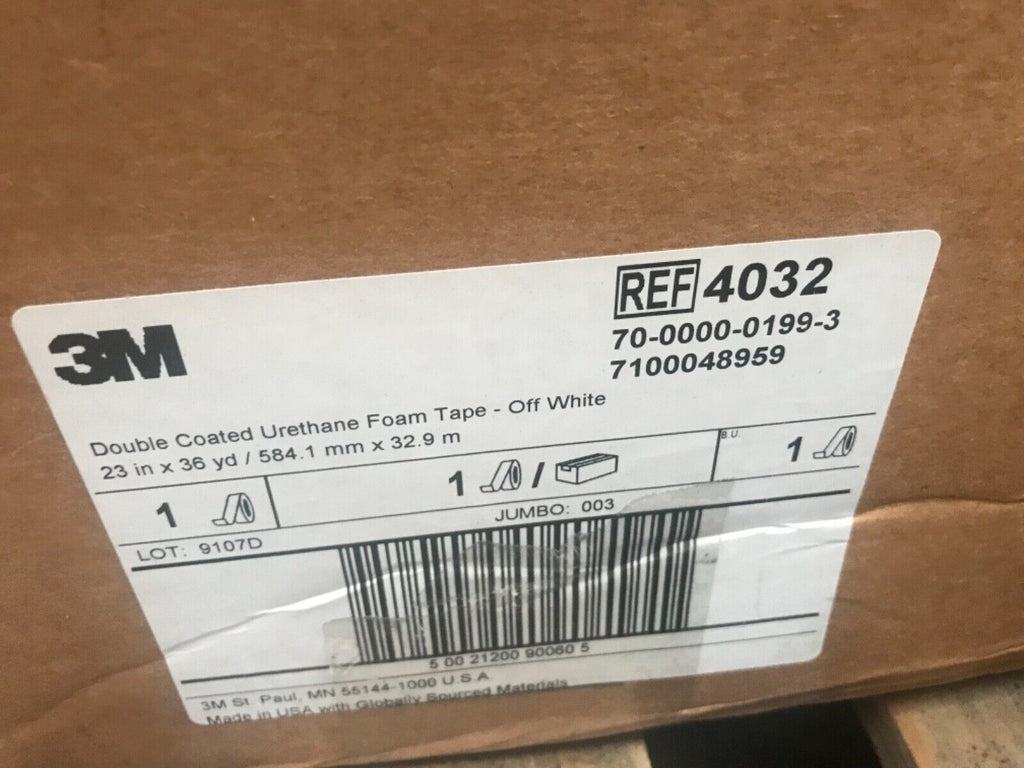 3M
REF 4032
70-0000-0199-3
7100048959
Double Coated Urethane Foam Tape - Off White
23 in x 36 yd / 584.1 mm x 32.9 m
1
1 /
B.U.
1
LOT: 9107D
JUMBO: 003
5 00 21200 90060 5
3M St. Paul, MN 55144-1000 U.S.A.
Made in USA with Globally Sourced Materials